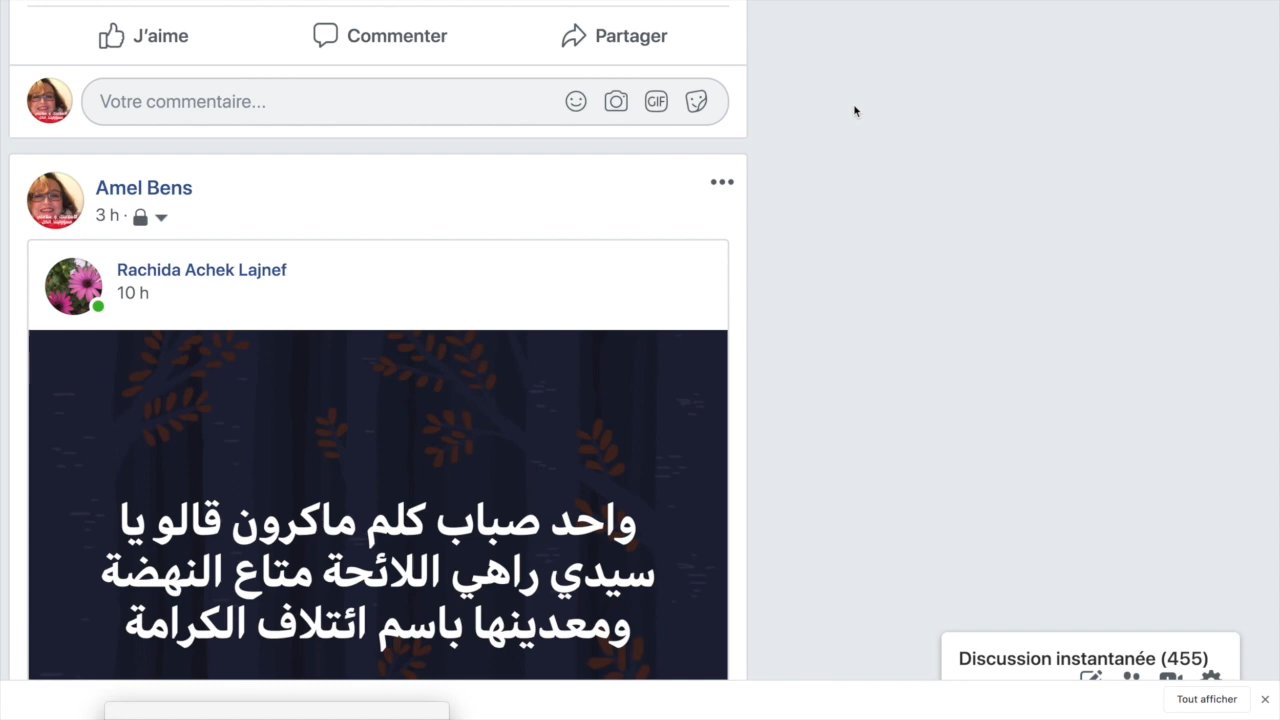 J'aime
Commenter
Partager
Votre commentaire...
GIF
Amel Bens
3 h ·
Rachida Achek Lajnef
10 h
واحد صباب كلم ماكرون قالو يا
سيدي راهي اللائحة متاع النهضة
ومعدينها باسم ائتلاف الكرامة
Discussion instantanée (455)
Tout afficher